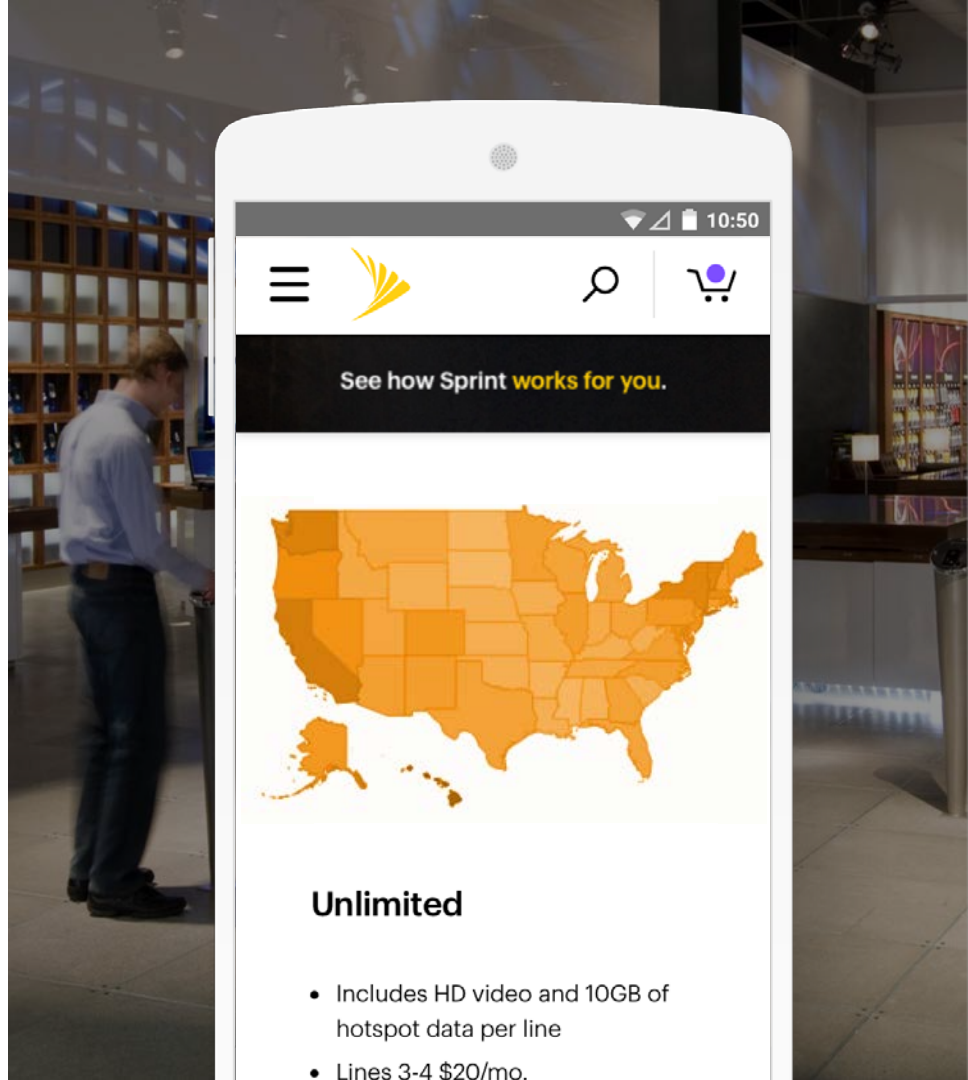 10:50
See how Sprint works for you.
Unlimited
• Includes HD video and 10GB of
hotspot data per line
• Lines 3-4 $20/mo.